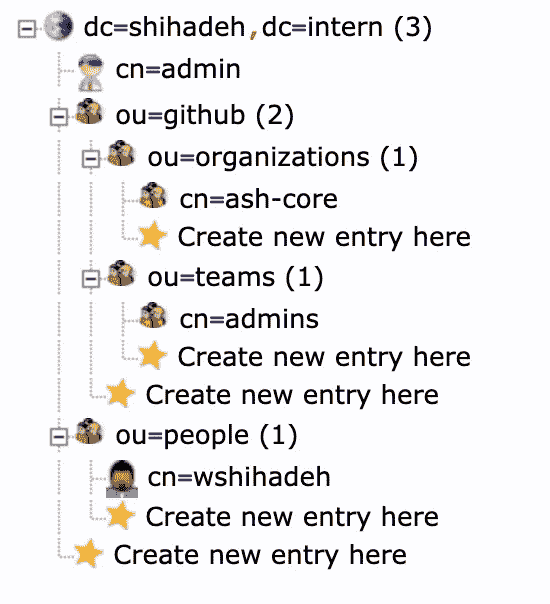 dc=shihadeh,dc=intern (3)
cn=admin
ou=github (2)
ou=organizations (1)
cn=ash-core
Create new entry here
ou=teams (1)
cn=admins
Create new entry here
Create new entry here
ou=people (1)
cn=wshihadeh
Create new entry here
Create new entry here